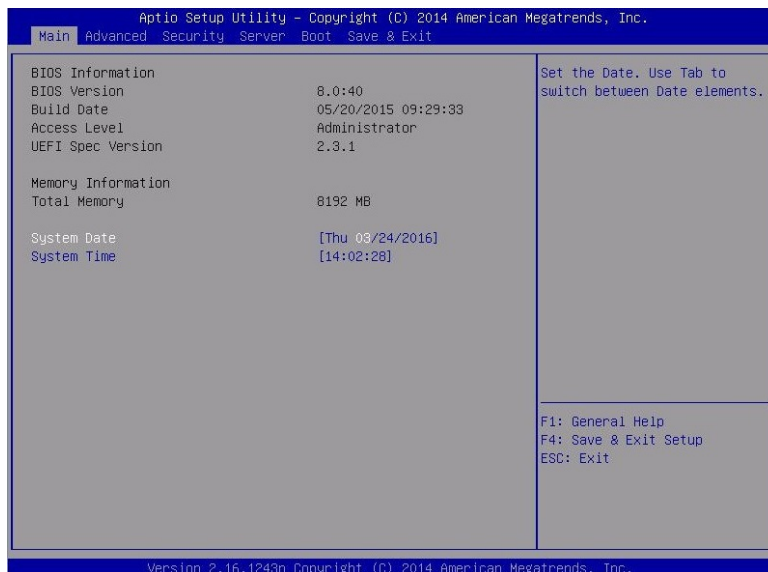 Aptio Setup Utility – Copyright (C) 2014 American Megatrends, Inc.
Main Advanced Security Server Boot Save & Exit
BIOS Information
BIOS Version 8.0:40
Build Date 05/20/2015 09:29:33
Access Level Administrator
UEFI Spec Version 2.3.1
Memory Information
Total Memory 8192 MB
System Date [Thu 03/24/2016]
System Time [14:02:28]
Set the Date. Use Tab to
switch between Date elements.
F1: General Help
F4: Save & Exit Setup
ESC: Exit
Version 2.16.1243n Copyright (C) 2014 American Megatrends, Inc.